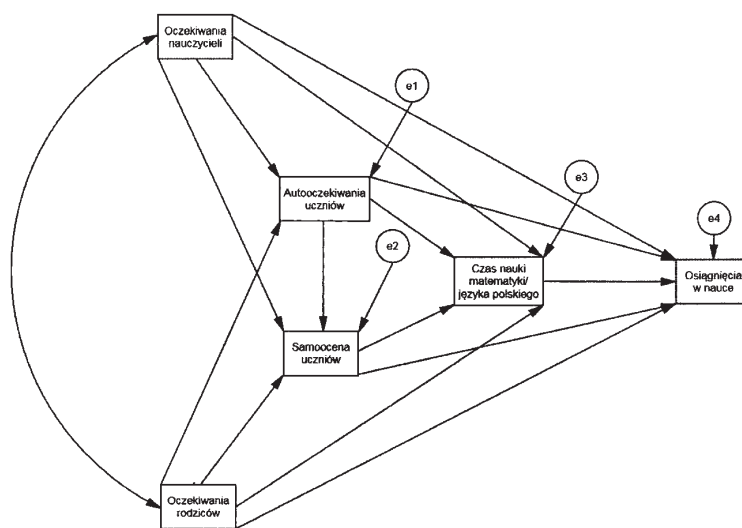 Oczekiwania
nauczycieli
e1
Autooczekiwania
uczniów
e3
e2
e4
Czas nauki
matematyki/
języka polskiego
Osiągnięcia
w nauce
Samoocena
uczniów
Oczekiwania
rodziców